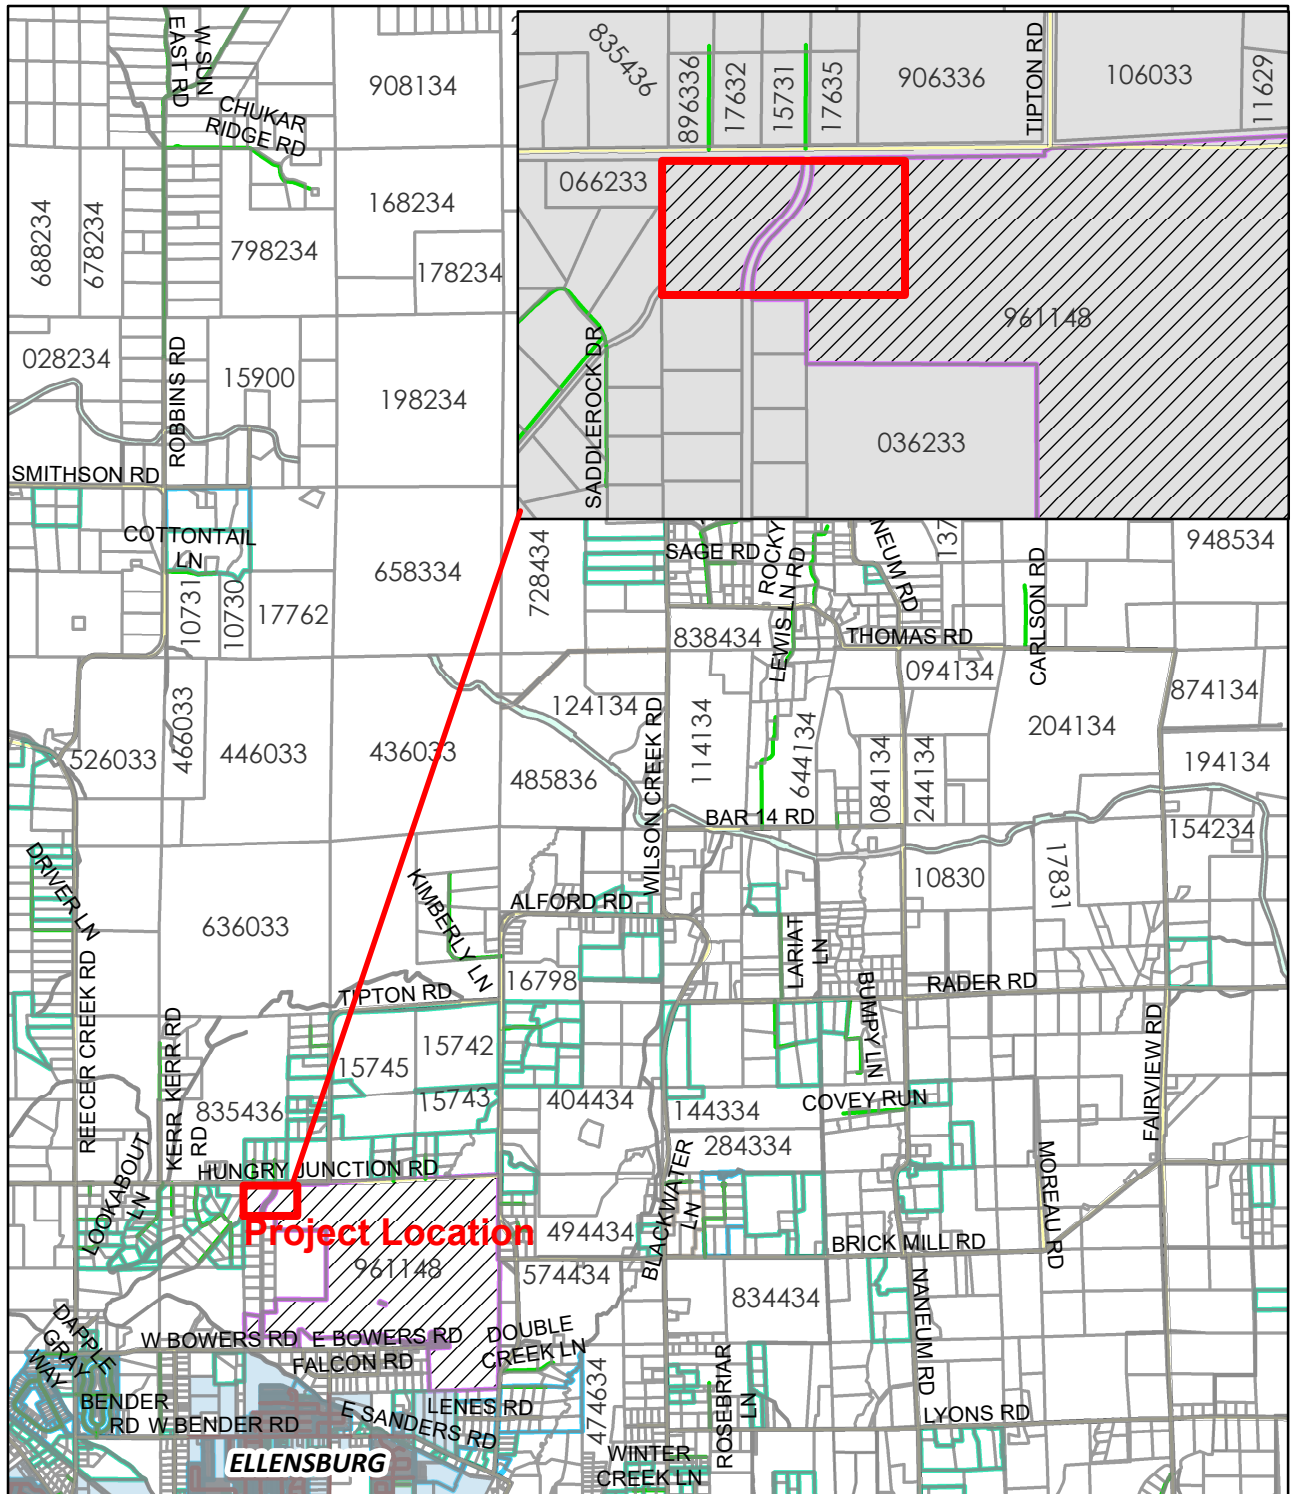 EAST RD
W SUN
908134
CHUKAR
RIDGE RD
168234
688234
678234
798234
178234
028234
ROBBINS RD
15900
198234
SMITHSON RD
835436
896336
17632
15731
17635
906336
TIPTON RD
106033
11629
066233
961148
SADDLEROCK DR
036233
COTTONTAIL
LN
10731
10730
17762
658334
728434
SAGE RD
ROCKY
LEWIS LN RD
NEUM RD
137
CARLSON RD
948534
838434
THOMAS RD
094134
874134
526033
466033
446033
436033
124134
485836
WILSON CREEK RD
114134
644134
084134
244134
204134
194134
BAR 14 RD
154234
DRIVER LN
636033
KIMBERLY LN
ALFORD RD
10830
17831
LARIAT
LN
16798
TIPTON RD
RADER RD
BUMPY LN
REECER CREEK RD
KERR KERR RD
RD
15742
15745
15743
835436
404434
144334
284334
COVEY RUN
FAIRVIEW RD
LOOKABOUT
LN
HUNGRY JUNCTION RD
BLACKWATER
LN
MOREAU RD
Project Location
494434
BRICK MILL RD
961148
574434
834434
NANEUM RD
DAPPLE
GRAY
WAY
W BOWERS RD
E BOWERS RD
DOUBLE
CREEK LN
FALCON RD
474634
ROSEBRIAR
LN
BENDER
RD
W BENDER RD
E SANDERS RD
LENES RD
LYONS RD
ELLENSBURG
WINTER
CREEK LN